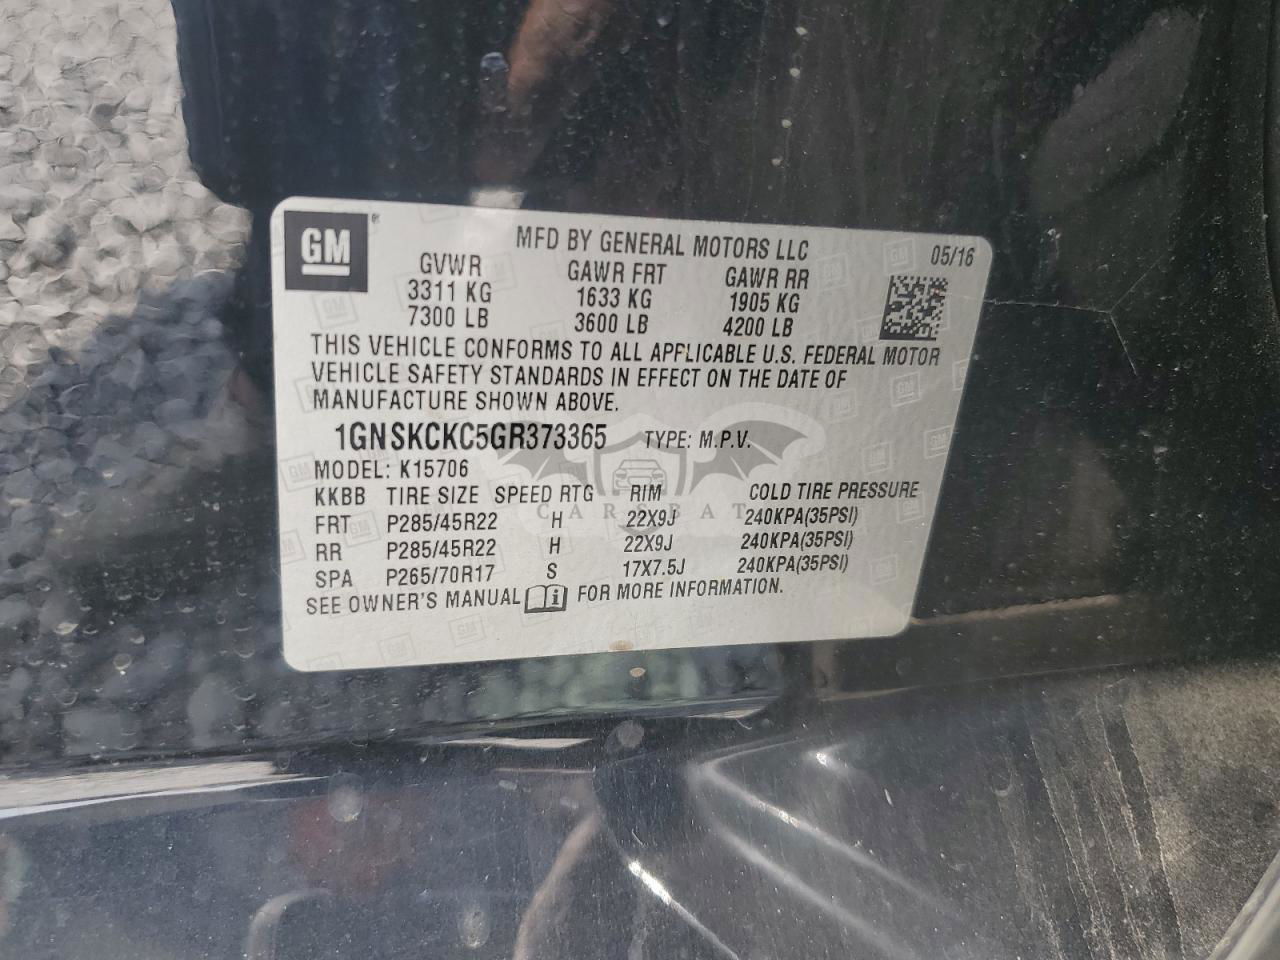 GM
MFD BY GENERAL MOTORS LLC 05/16
GVWR GAWR FRT GAWR RR
3311 KG 1633 KG 1905 KG
7300 LB 3600 LB 4200 LB
THIS VEHICLE CONFORMS TO ALL APPLICABLE U.S. FEDERAL MOTOR
VEHICLE SAFETY STANDARDS IN EFFECT ON THE DATE OF
MANUFACTURE SHOWN ABOVE.
1GNSKCKC5GR373365 TYPE: M.P.V.
MODEL: K15706
KKBB TIRE SIZE SPEED RTG RIM COLD TIRE PRESSURE
CARSBAT
FRT P285/45R22 H 22X9J 240KPA(35PSI)
RR P285/45R22 H 22X9J 240KPA(35PSI)
SPA P265/70R17 S 17X7.5J 240KPA(35PSI)
SEE OWNER'S MANUAL i FOR MORE INFORMATION.